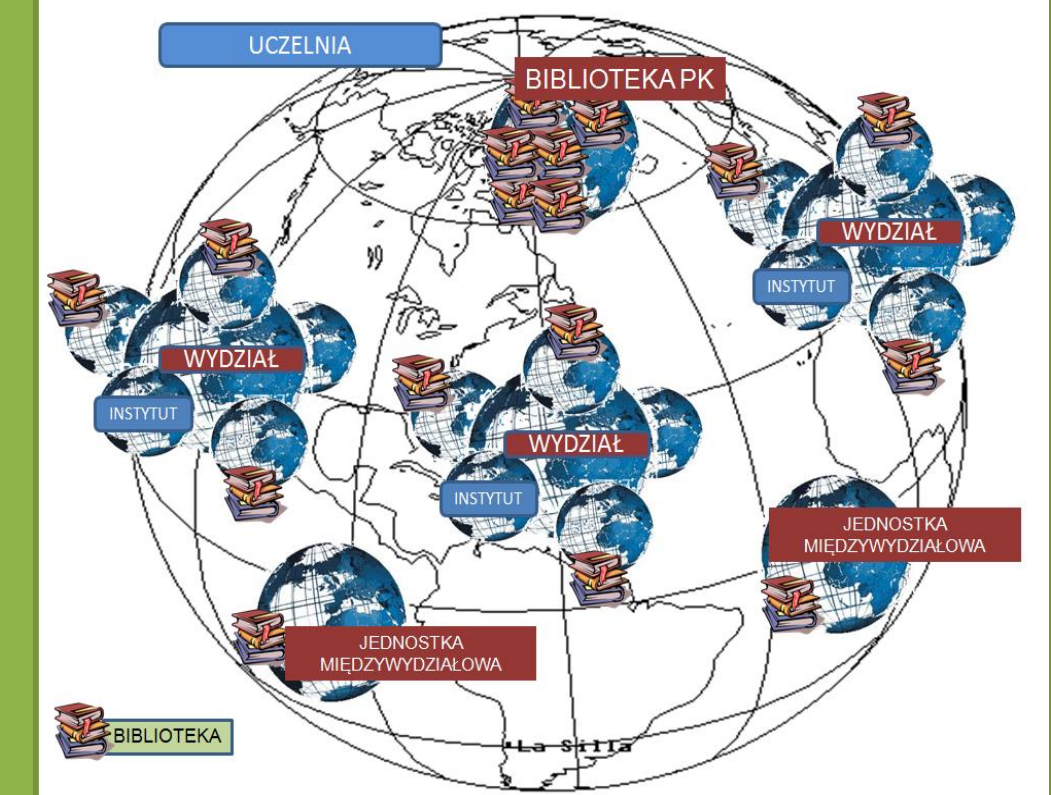 UCZELNIA
BIBLIOTEKA PK
WYDZIAŁ
INSTYTUT
WYDZIAŁ
INSTYTUT
WYDZIAŁ
INSTYTUT
JEDNOSTKA
MIĘDZYWYDZIAŁOWA
JEDNOSTKA
MIĘDZYWYDZIAŁOWA
BIBLIOTEKA
La Silla